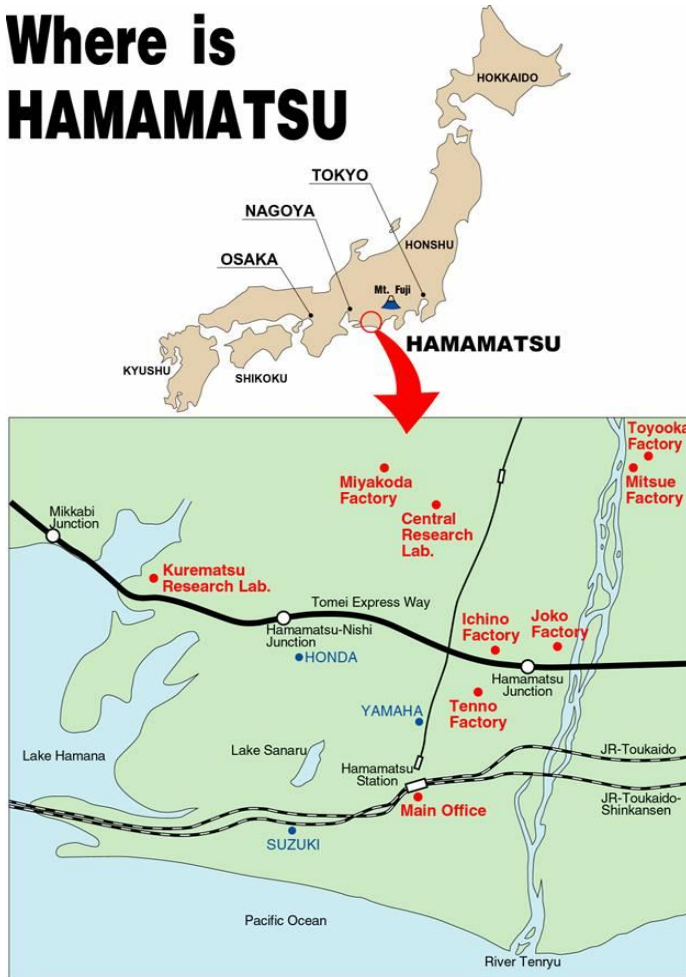 Where is
HAMAMATSU
HOKKAIDO
TOKYO
NAGOYA
HONSHU
OSAKA
Mt. Fuji
HAMAMATSU
KYUSHU
SHIKOKU
Toyooka
Factory
Miyakoda
Factory
Mitsue
Factory
Central
Research
Lab.
Mikkabi
Junction
Kurematsu
Research Lab.
Tomei Express Way
Ichino
Factory
Joko
Factory
Hamamatsu-Nishi
Junction
HONDA
Hamamatsu
Junction
Tenno
Factory
YAMAHA
Lake Hamana
Lake Sanaru
Hamamatsu
Station
JR-Toukaido
JR-Toukaido-
Shinkansen
Main Office
SUZUKI
Pacific Ocean
River Tenryu